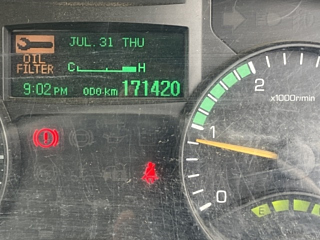 JUL. 31 THU
OIL
FILTER
C H
9:02 PM ODO km 171420
2
x1000r/min
1
0
E